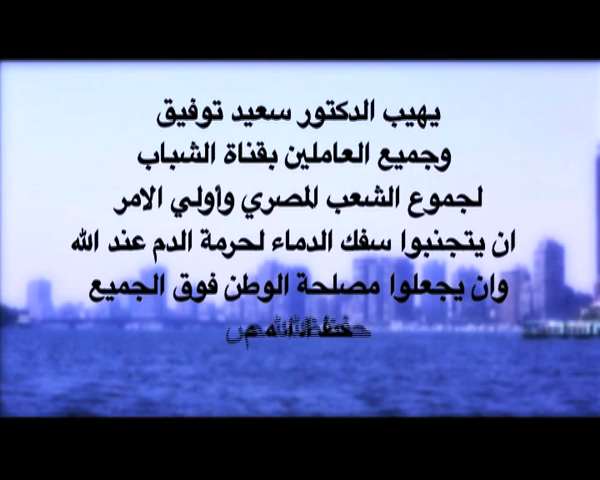 يهيب الدكتور سعيد توفيق
وجميع العاملين بقناة الشباب
لجموع الشعب المصري وأولي الامر
ان يتجنبوا سفك الدماء لحرمة الدم عند الله
وان يجعلوا مصلحة الوطن فوق الجميع